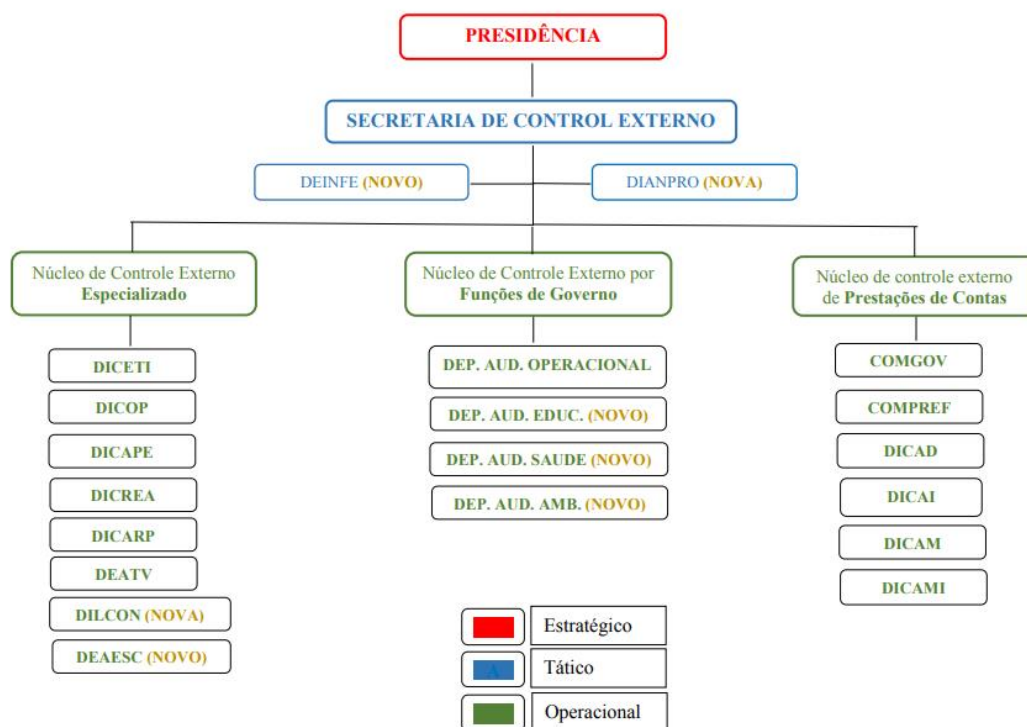 PRESIDÊNCIA
SECRETARIA DE CONTROL EXTERNO
DEINFE (NOVO)
DIANPRO (NOVA)
Núcleo de Controle Externo
Especializado
DICETI
DICOP
DICAPE
DICREA
DICARP
DEATV
DILCON (NOVA)
DEAESC (NOVO)
Núcleo de Controle Externo por
Funções de Governo
DEP. AUD. OPERACIONAL
DEP. AUD. EDUC. (NOVO)
DEP. AUD. SAUDE (NOVO)
DEP. AUD. AMB. (NOVO)
Núcleo de controle externo
de Prestações de Contas
COMGOV
COMPREF
DICAD
DICAI
DICAM
DICAMI
Estratégico
A
Tático
Operacional